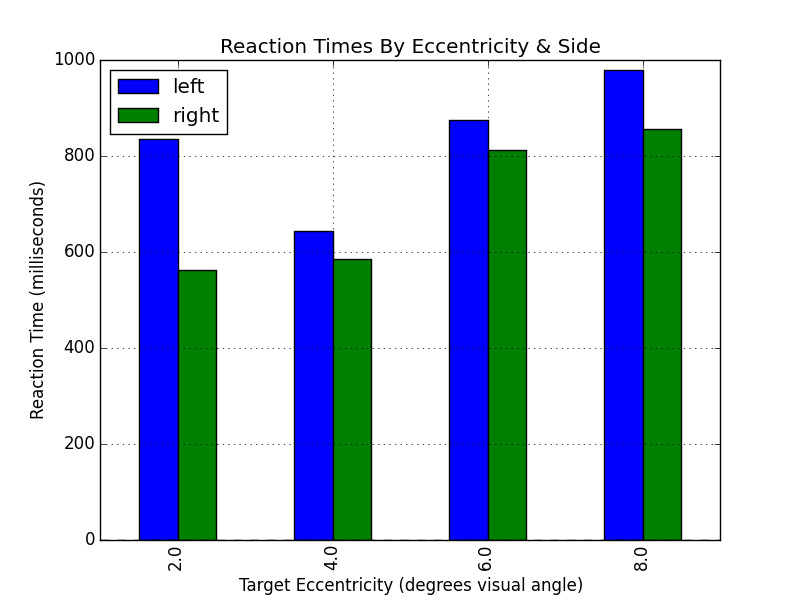 Reaction Times By Eccentricity & Side
left
right
1000
800
600
400
200
0
Reaction Time (milliseconds)
2.0
4.0
6.0
8.0
Target Eccentricity (degrees visual angle)